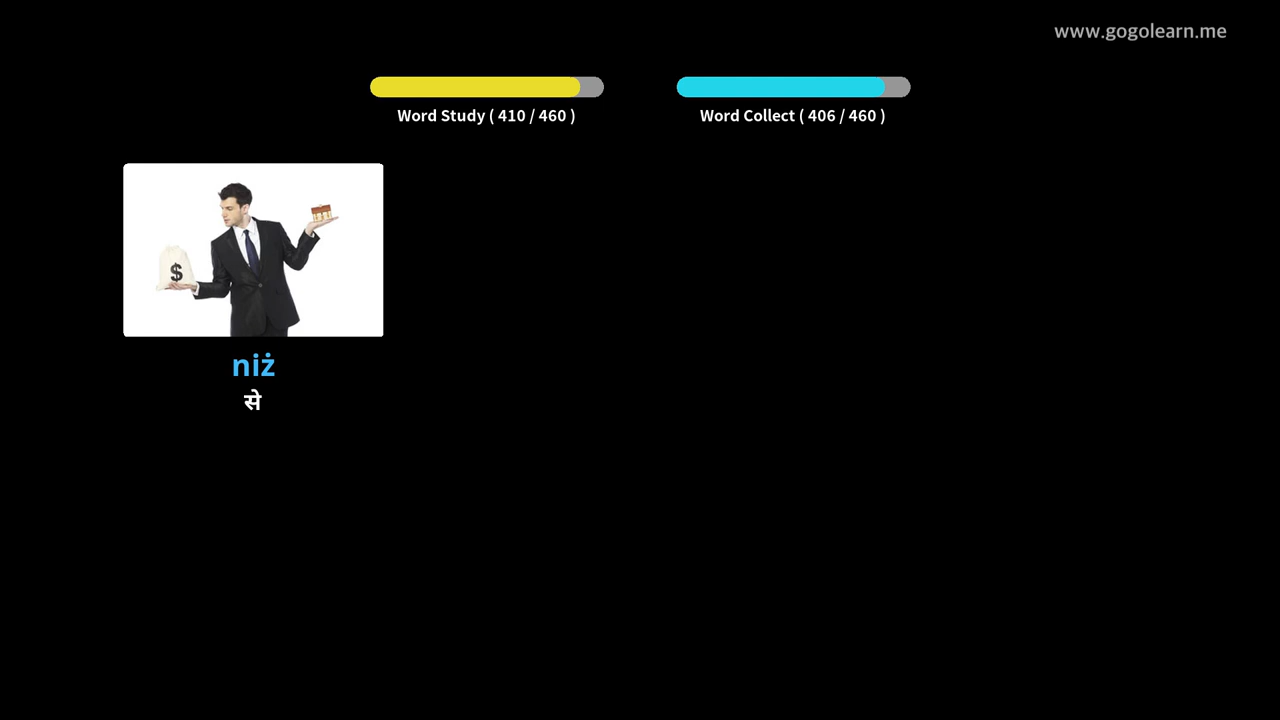 www.gogolearn.me
Word Study ( 410 / 460 )
Word Collect ( 406 / 460 )
$
niż
से